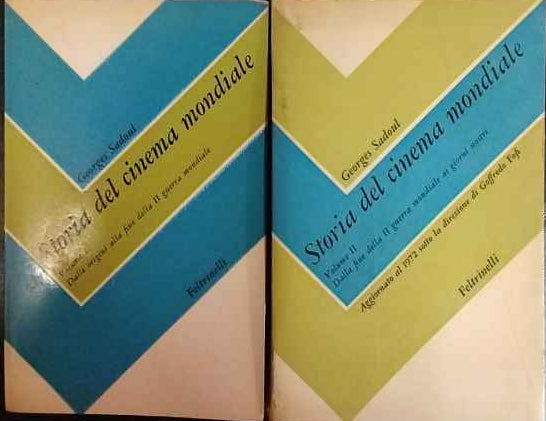 Georges Sadoul
Storia del cinema mondiale
Volume
Dalle origini alla fine della II guerra mondiale
Feltrinelli
Georges Sadoul
Storia del cinema mondiale
Volume II
Dalla fine della II guerra mondiale ai giorni nostri
Aggiornato al 1972 sotto la direzione di Goffredo Fofi
Feltrinelli